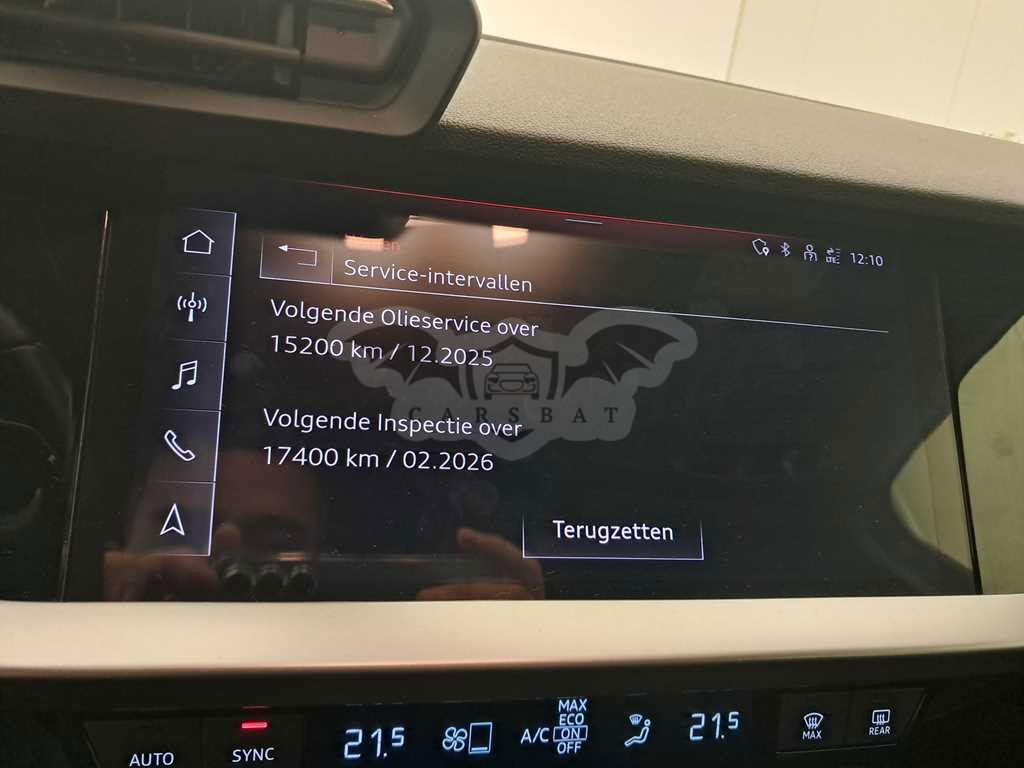 12:10
Service-intervallen
Volgende Olieservice over
15200 km / 12.2025
CARSBAT
Volgende Inspectie over
17400 km / 02.2026
Terugzetten
AUTO
SYNC
21.5
A/C
MAX
ECO
ON
OFF
21.5
MAX
REAR